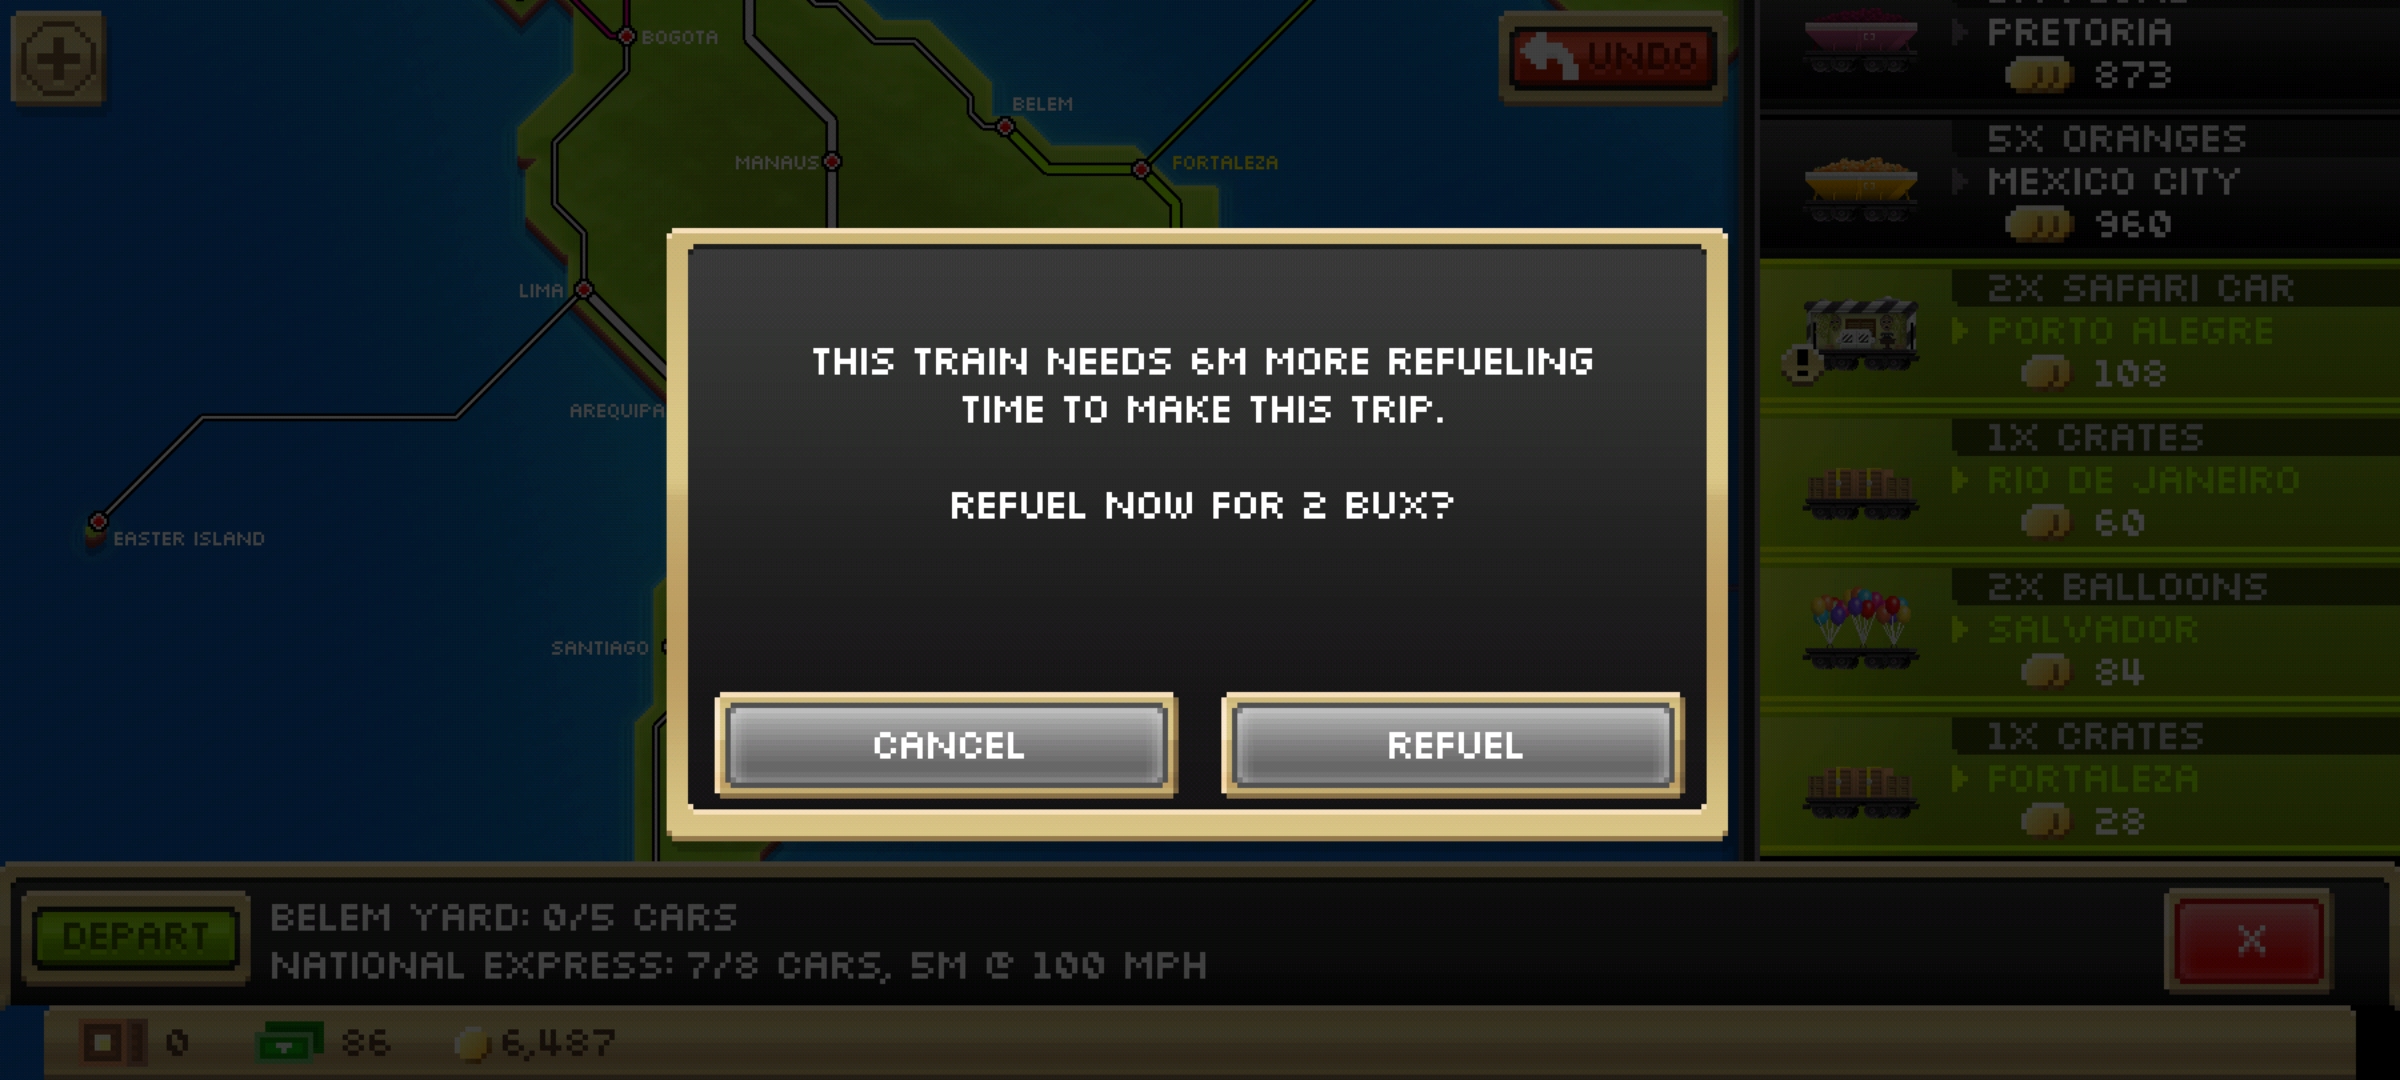 BOGOTA
BELEM
MANAUS
FORTALEZA
LIMA
AREQUIPA
EASTER ISLAND
SANTIAGO
UNDO
PRETORIA
873
5X ORANGES
MEXICO CITY
960
2X SAFARI CAR
PORTO ALEGRE
108
1X CRATES
RIO DE JANEIRO
60
2X BALLOONS
SALVADOR
84
1X CRATES
FORTALEZA
28
THIS TRAIN NEEDS 6M MORE REFUELING
TIME TO MAKE THIS TRIP.
REFUEL NOW FOR 2 BUX?
CANCEL
REFUEL
DEPART
BELEM YARD: 0/5 CARS
NATIONAL EXPRESS: 7/8 CARS, 5M @ 100 MPH
X
0
86
6,487